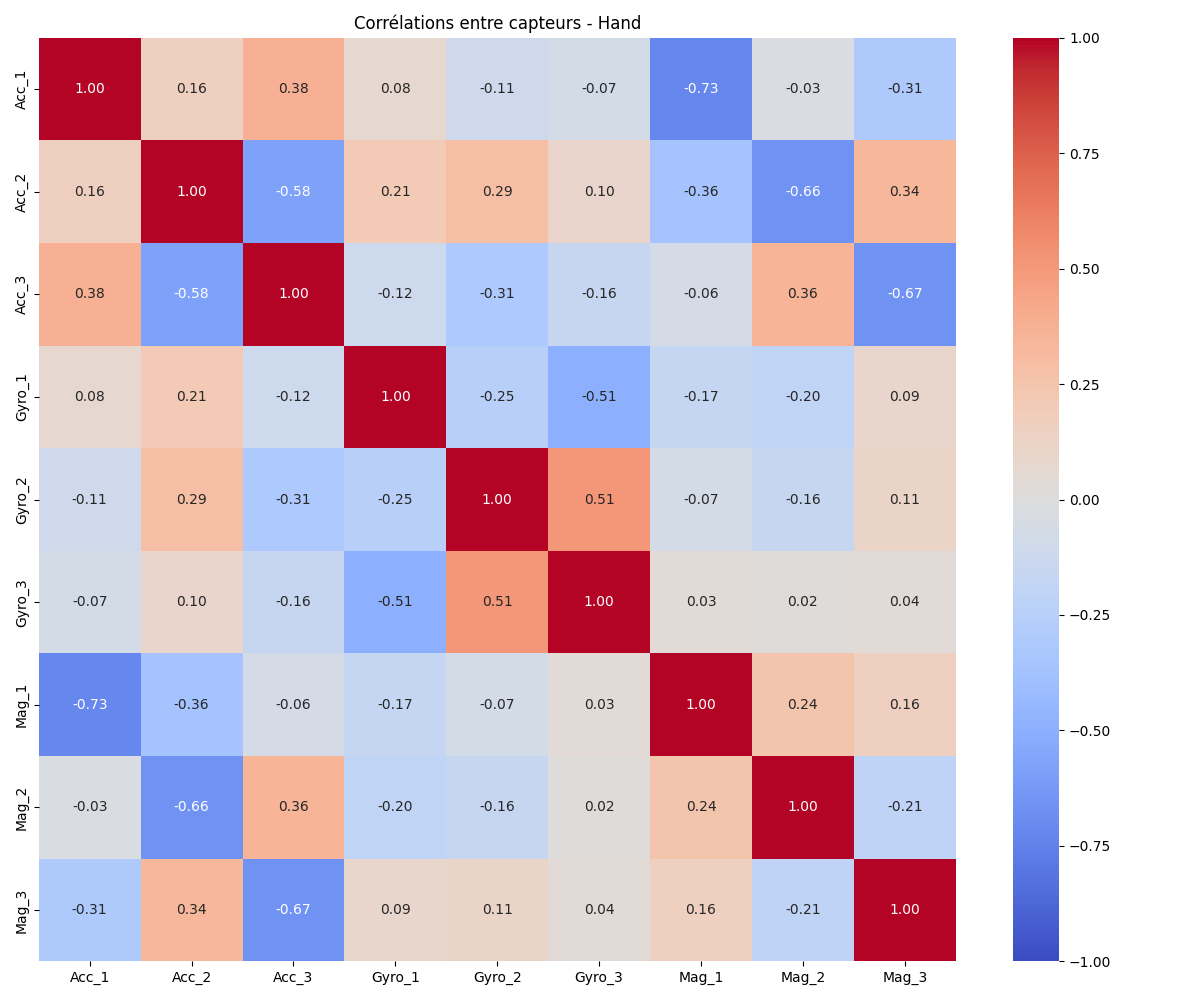 Corrélations entre capteurs - Hand
Acc_1 1.00 0.16 0.38 0.08 -0.11 -0.07 -0.73 -0.03 -0.31
Acc_2 0.16 1.00 -0.58 0.21 0.29 0.10 -0.36 -0.66 0.34
Acc_3 0.38 -0.58 1.00 -0.12 -0.31 -0.16 -0.06 0.36 -0.67
Gyro_1 0.08 0.21 -0.12 1.00 -0.25 -0.51 -0.17 -0.20 0.09
Gyro_2 -0.11 0.29 -0.31 -0.25 1.00 0.51 -0.07 -0.16 0.11
Gyro_3 -0.07 0.10 -0.16 -0.51 0.51 1.00 0.03 0.02 0.04
Mag_1 -0.73 -0.36 -0.06 -0.17 -0.07 0.03 1.00 0.24 0.16
Mag_2 -0.03 -0.66 0.36 -0.20 -0.16 0.02 0.24 1.00 -0.21
Mag_3 -0.31 0.34 -0.67 0.09 0.11 0.04 0.16 -0.21 1.00
Acc_1 Acc_2 Acc_3 Gyro_1 Gyro_2 Gyro_3 Mag_1 Mag_2 Mag_3
1.00
0.75
0.50
0.25
0.00
−0.25
−0.50
−0.75
−1.00